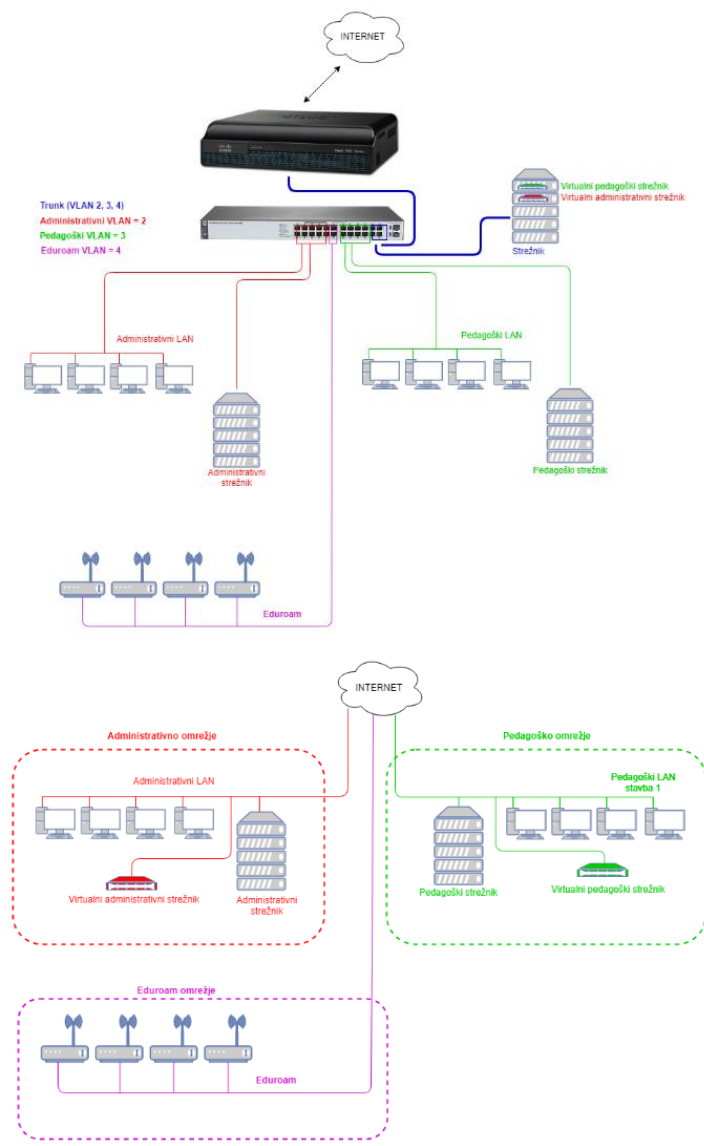 INTERNET
Trunk (VLAN 2, 3, 4)
Administrativni VLAN = 2
Pedagoški VLAN = 3
Eduroam VLAN = 4
Virtualni pedagoški strežnik
Virtualni administrativni strežnik
Strežnik
Administrativni LAN
Pedagoški LAN
Administrativni
strežnik
Pedagoški strežnik
Eduroam
INTERNET
Administrativno omrežje
Pedagoško omrežje
Administrativni LAN
Pedagoški LAN
stavba 1
Virtualni administrativni strežnik
Administrativni
strežnik
Pedagoški strežnik
Virtualni pedagoški strežnik
Eduroam omrežje
Eduroam